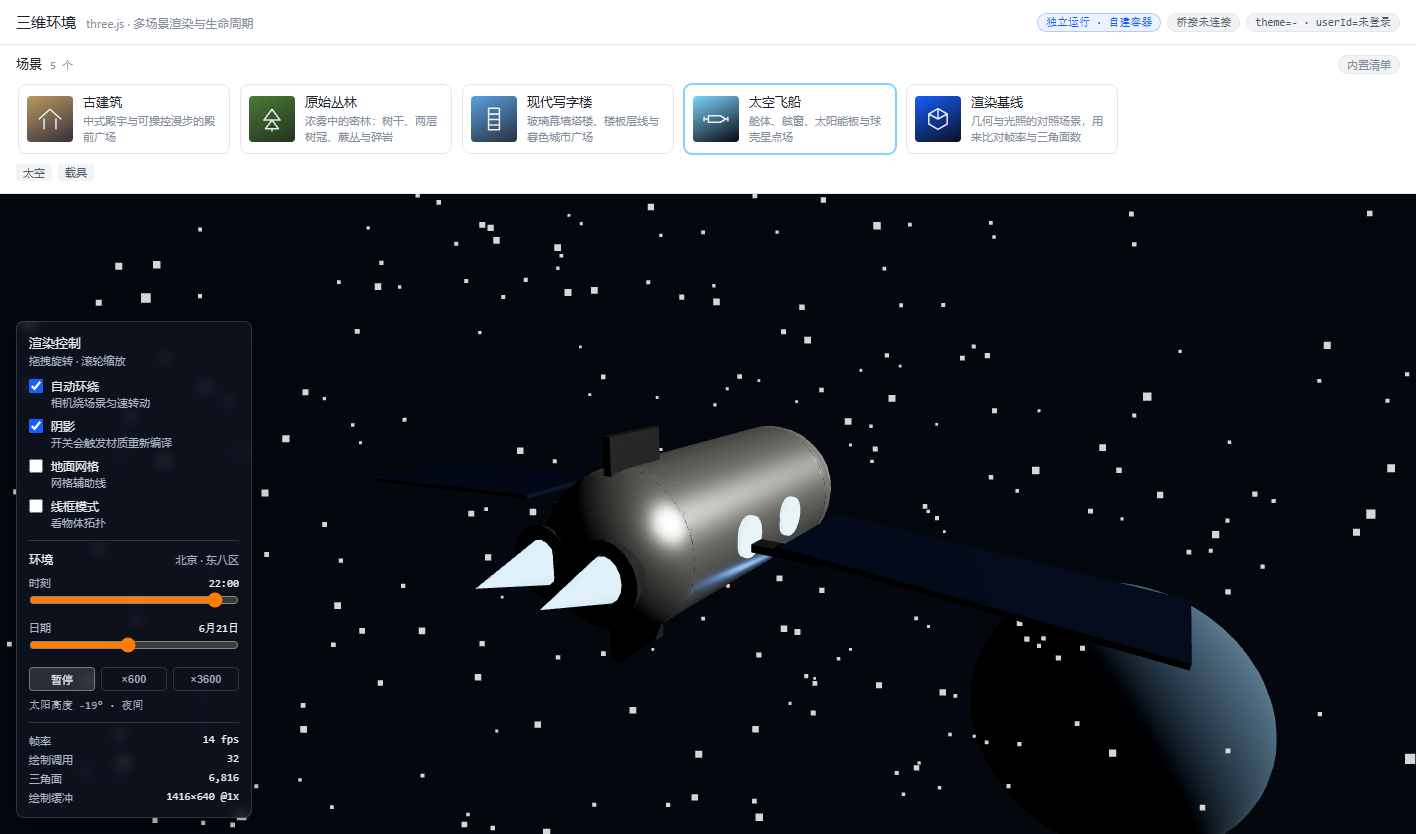 三维环境 three.js · 多场景渲染与生命周期
独立运行 · 自建容器 桥接未连接 theme=- · userId=未登录
场景 5 个
内置清单
古建筑
中式殿宇与可操控漫步的殿前广场
原始丛林
浓雾中的密林：树干、两层树冠、蕨丛与碎岩
现代写字楼
玻璃幕墙塔楼、楼板层线与暮色城市广场
太空飞船
舱体、舷窗、太阳能板与球壳星点场
渲染基线
几何与光照的对照场景，用来比对帧率与三角面数
太空 载具
渲染控制
拖拽旋转 · 滚轮缩放
自动环绕
相机绕场景匀速转动
阴影
开关会触发材质重新编译
地面网格
网格辅助线
线框模式
看物体拓扑
环境 北京 · 东八区
时刻 22:00
日期 6月21日
暂停 ×600 ×3600
太阳高度 -19° · 夜间
帧率 14 fps
绘制调用 32
三角面 6,816
绘制缓冲 1416×640 @1x